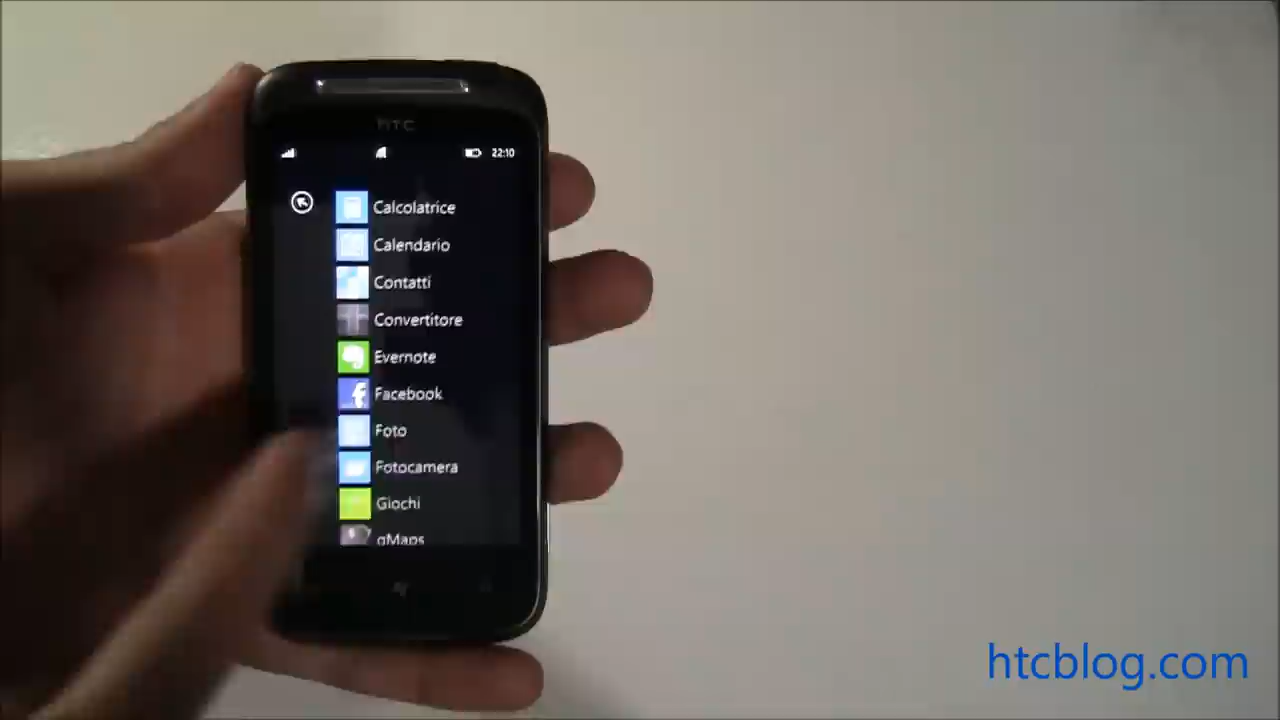 hTC
22:10
Calcolatrice
Calendario
Contatti
Convertitore
Evernote
Facebook
Foto
Fotocamera
Giochi
gMaps
htcblog.com